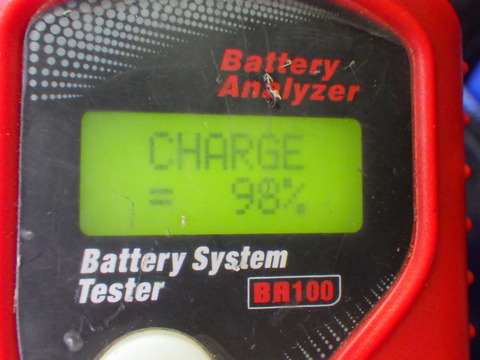 Battery
Analyzer
CHARGE
= 98%
Battery System
Tester
BR100